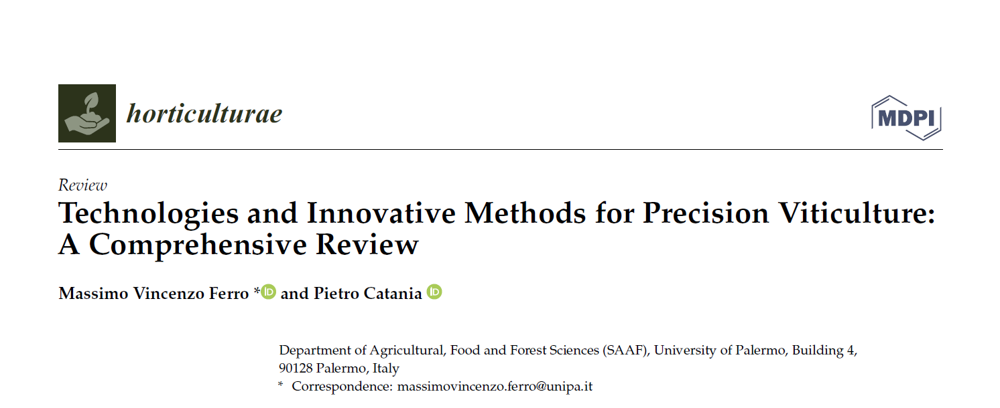 horticulturae
MDPI
Review
Technologies and Innovative Methods for Precision Viticulture:
A Comprehensive Review
Massimo Vincenzo Ferro * iD and Pietro Catania iD
Department of Agricultural, Food and Forest Sciences (SAAF), University of Palermo, Building 4,
90128 Palermo, Italy
* Correspondence: massimovincenzo.ferro@unipa.it